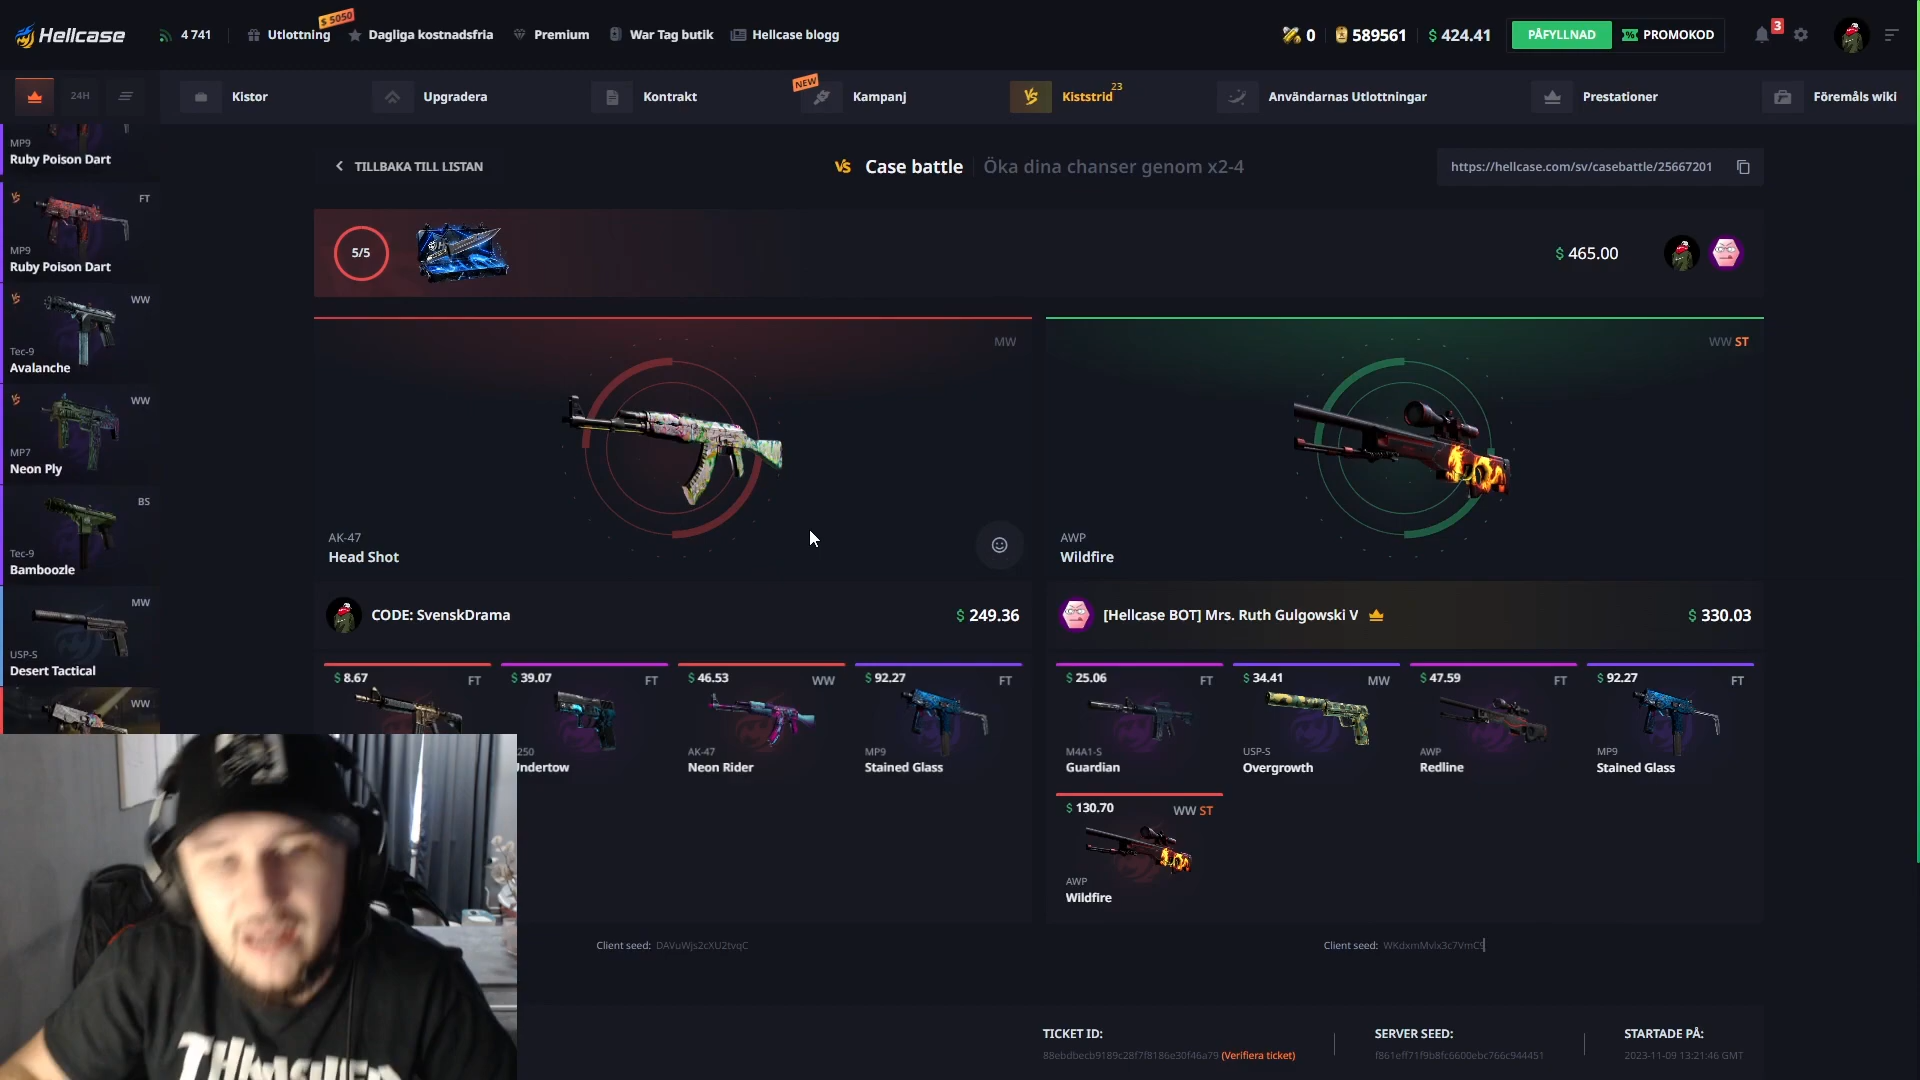 Hellcase
4 741
Utlottning
$ 5050
Dagliga kostnadsfria
Premium
War Tag butik
Hellcase blogg
0
589561
$ 424.41
PÅFYLLNAD
PROMOKOD
3
24H
Kistor
Upgradera
Kontrakt
NEW
Kampanj
VS
Kiststrid
23
Användarnas Utlottningar
Prestationer
Föremåls wiki
MP9
Ruby Poison Dart
FT
MP9
Ruby Poison Dart
WW
Tec-9
Avalanche
WW
MP7
Neon Ply
BS
Tec-9
Bamboozle
MW
USP-S
Desert Tactical
WW
TILLBAKA TILL LISTAN
VS Case battle
Öka dina chanser genom x2-4
https://hellcase.com/sv/casebattle/25667201
5/5
$ 465.00
MW
AK-47
Head Shot
WW ST
AWP
Wildfire
CODE: SvenskDrama
$ 249.36
[Hellcase BOT] Mrs. Ruth Gulgowski V
$ 330.03
$ 8.67
FT
$ 39.07
FT
Undertow
$ 46.53
WW
AK-47
Neon Rider
$ 92.27
FT
MP9
Stained Glass
$ 25.06
FT
M4A1-S
Guardian
$ 34.41
MW
USP-S
Overgrowth
$ 47.59
FT
AWP
Redline
$ 92.27
FT
MP9
Stained Glass
$ 130.70
WW ST
AWP
Wildfire
Client seed: DAVuWjs2cXU2tvqC
Client seed:
TICKET ID:
88ebdbecb9189c28f7f8186e30f46a79 (Verifiera ticket)
SERVER SEED:
f861eff71f9b8fc6600ebc766c944451
STARTADE PÅ:
2023-11-09 13:21:46 GMT
THRASHER